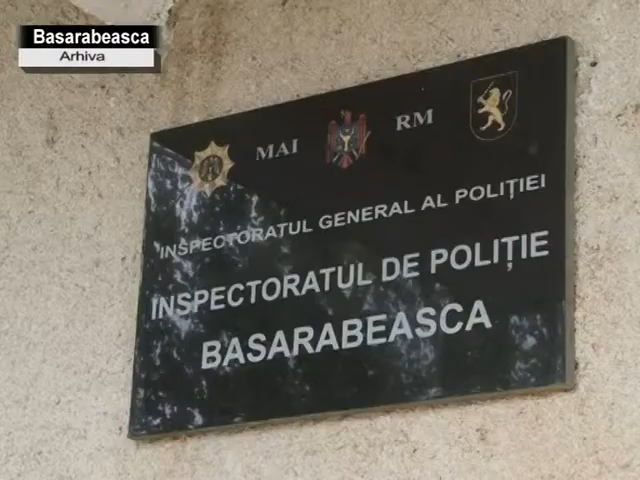 Basarabeasca
Arhiva
MAI RM
INSPECTORATUL GENERAL AL POLIȚIEI
INSPECTORATUL DE POLIȚIE
BASARABEASCA